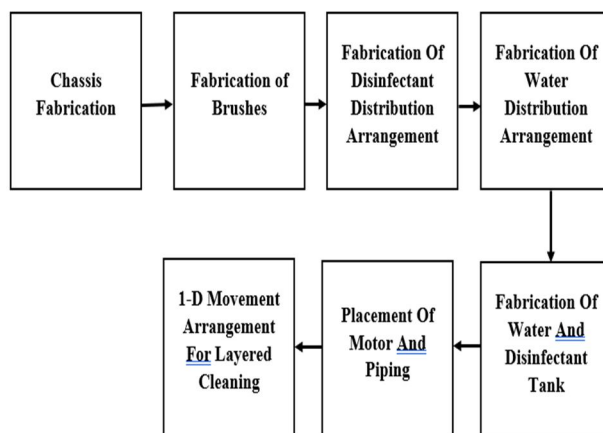 Chassis
Fabrication
Fabrication of
Brushes
Fabrication Of
Disinfectant
Distribution
Arrangement
Fabrication Of
Water
Distribution
Arrangement
Fabrication Of
Water And
Disinfectant
Tank
Placement Of
Motor And
Piping
1-D Movement
Arrangement
For Layered
Cleaning